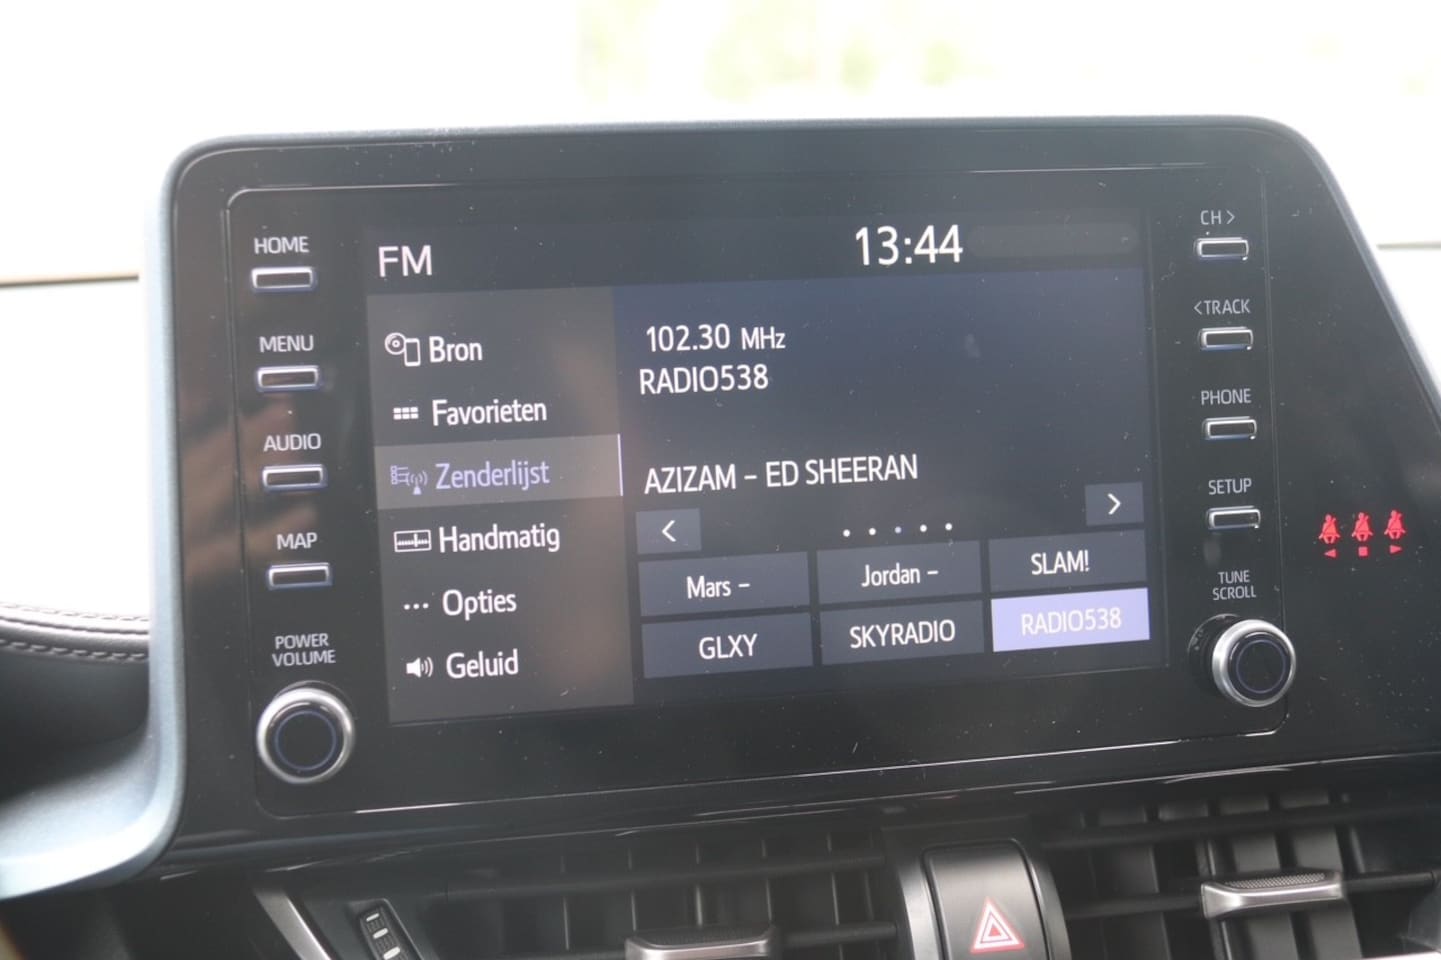 HOME
MENU
AUDIO
MAP
POWER
VOLUME
FM
13:44
Bron
Favorieten
Zenderlijst
Handmatig
Opties
Geluid
102.30 MHz
RADIO538
AZIZAM – ED SHEERAN
<
>
Mars –
Jordan –
SLAM!
GLXY
SKYRADIO
RADIO538
CH >
< TRACK
PHONE
SETUP
TUNE
SCROLL